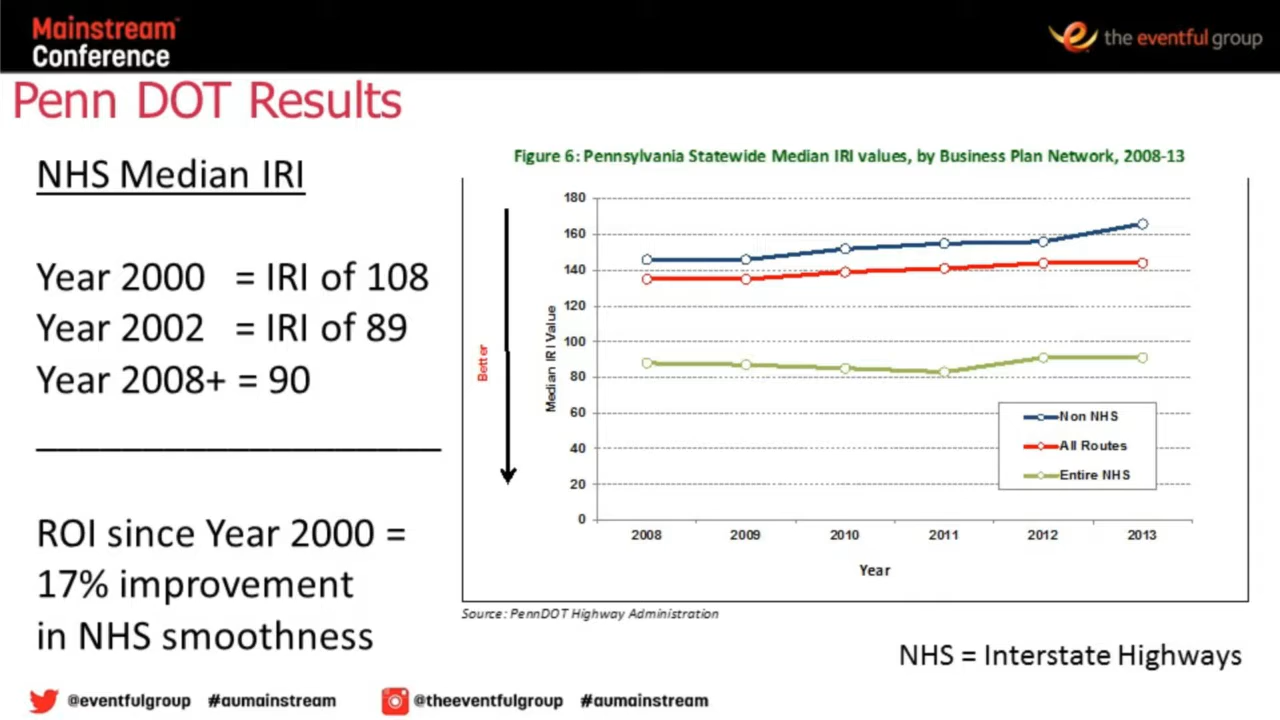 Mainstream
Conference
the eventful group
Penn DOT Results
NHS Median IRI
Year 2000 = IRI of 108
Year 2002 = IRI of 89
Year 2008+ = 90
ROI since Year 2000 =
17% improvement
in NHS smoothness
Figure 6: Pennsylvania Statewide Median IRI values, by Business Plan Network, 2008-13
Better
Median IRI Value
180
160
140
120
100
80
60
40
20
0
Non NHS
All Routes
Entire NHS
2008 2009 2010 2011 2012 2013
Year
Source: PennDOT Highway Administration
NHS = Interstate Highways
@eventfulgroup #aumainstream @theeventfulgroup #aumainstream